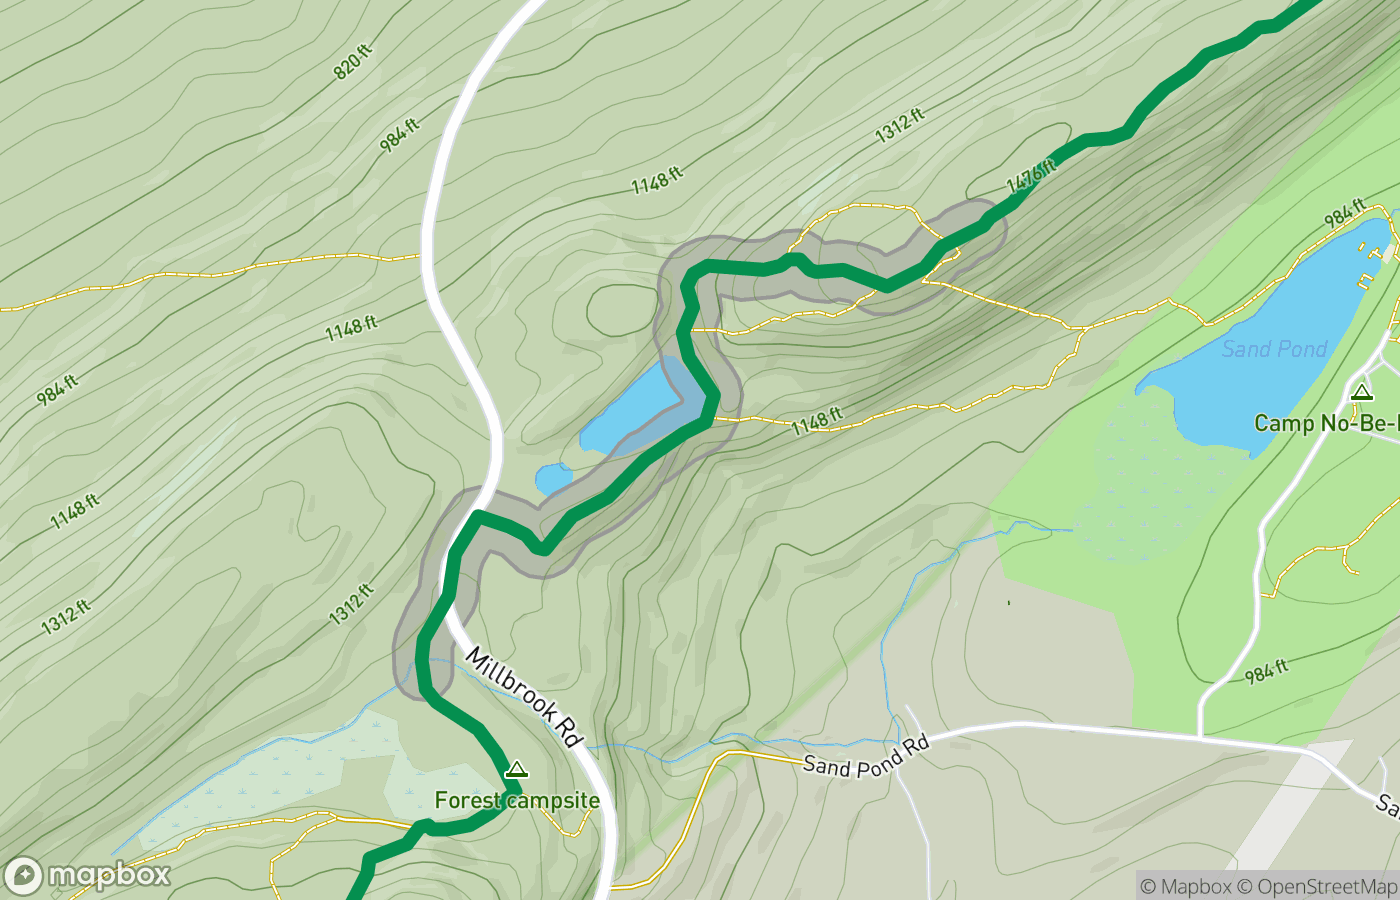 820 ft
984 ft
1312 ft
1148 ft
1476 ft
984 ft
1148 ft
Sand Pond
984 ft
1148 ft
Camp No-Be-
1148 ft
1312 ft
1312 ft
Millbrook Rd
984 ft
Sand Pond Rd
Forest campsite
Sa
mapbox
© Mapbox © OpenStreetMap